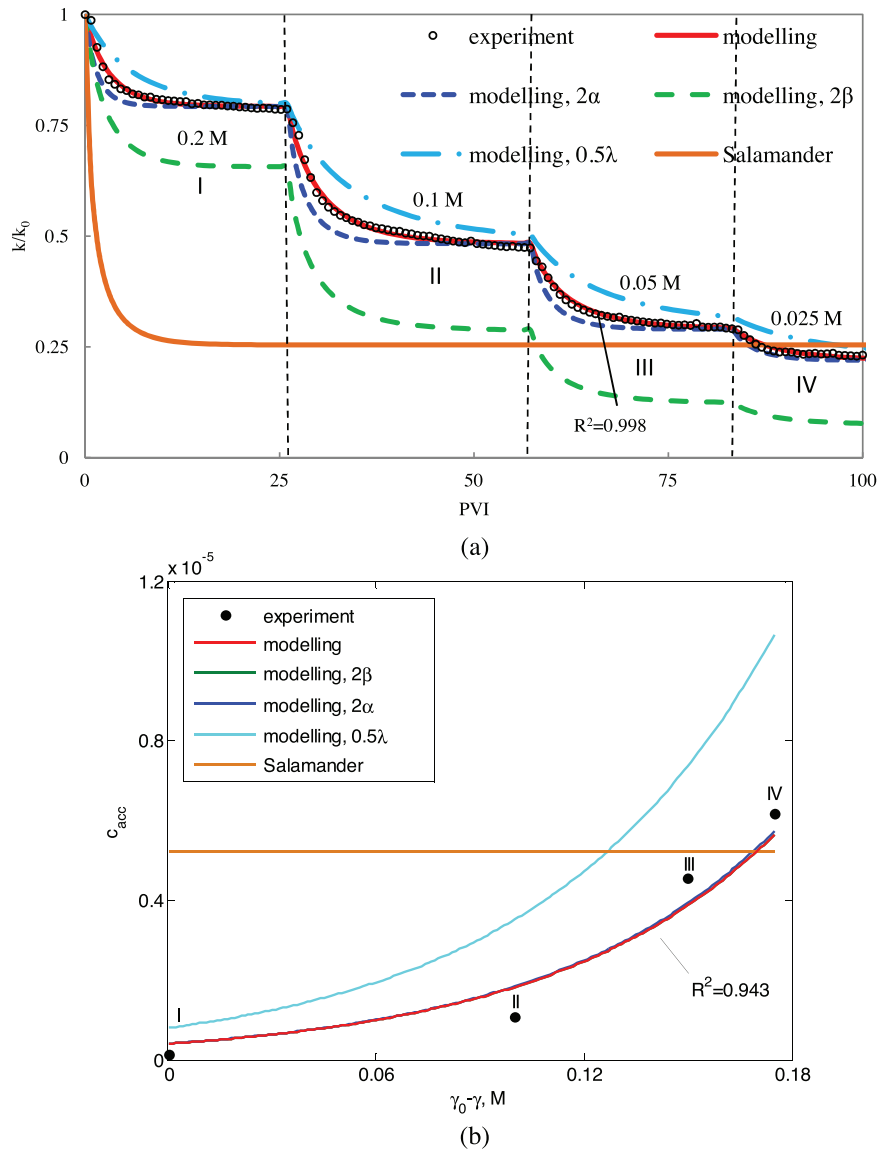 1
experiment
modelling
modelling, 2α
modelling, 2β
modelling, 0.5λ
Salamander
0.75
0.2 M
I
0.1 M
k/k0
0.5
II
0.05 M
0.025 M
0.25
III
IV
R²=0.998
0
0
25
50
75
100
PVI
(a)
x 10⁻⁵
1.2
experiment
modelling
modelling, 2β
modelling, 2α
modelling, 0.5λ
Salamander
0.8
IV
c_acc
III
0.4
R²=0.943
I
II
0
0
0.06
0.12
0.18
γ0-γ, M
(b)